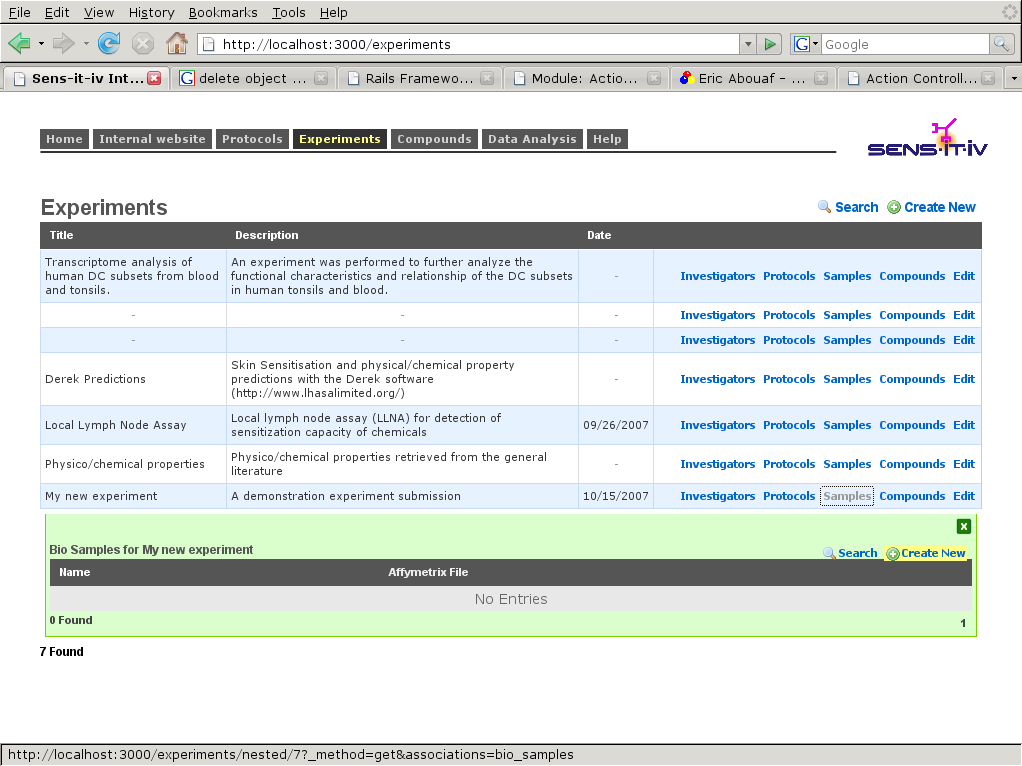 File Edit View History Bookmarks Tools Help
http://localhost:3000/experiments
Google
Sens-it-iv Int... delete object ... Rails Framewo... Module: Actio... Eric Abouaf - ... Action Controll...
Home Internal website Protocols Experiments Compounds Data Analysis Help
SENS-IT-IV
Experiments
Search Create New
Title Description Date
Transcriptome analysis of
human DC subsets from blood
and tonsils.
An experiment was performed to further analyze the
functional characteristics and relationship of the DC subsets
in human tonsils and blood.
- Investigators Protocols Samples Compounds Edit
- - - Investigators Protocols Samples Compounds Edit
- - - Investigators Protocols Samples Compounds Edit
Derek Predictions
Skin Sensitisation and physical/chemical property
predictions with the Derek software
(http://www.lhasalimited.org/)
- Investigators Protocols Samples Compounds Edit
Local Lymph Node Assay
Local lymph node assay (LLNA) for detection of
sensitization capacity of chemicals
09/26/2007 Investigators Protocols Samples Compounds Edit
Physico/chemical properties
Physico/chemical properties retrieved from the general
literature
- Investigators Protocols Samples Compounds Edit
My new experiment A demonstration experiment submission 10/15/2007 Investigators Protocols Samples Compounds Edit
Bio Samples for My new experiment
Search Create New
Name Affymetrix File
No Entries
0 Found 1
7 Found
http://localhost:3000/experiments/nested/7?_method=get&associations=bio_samples